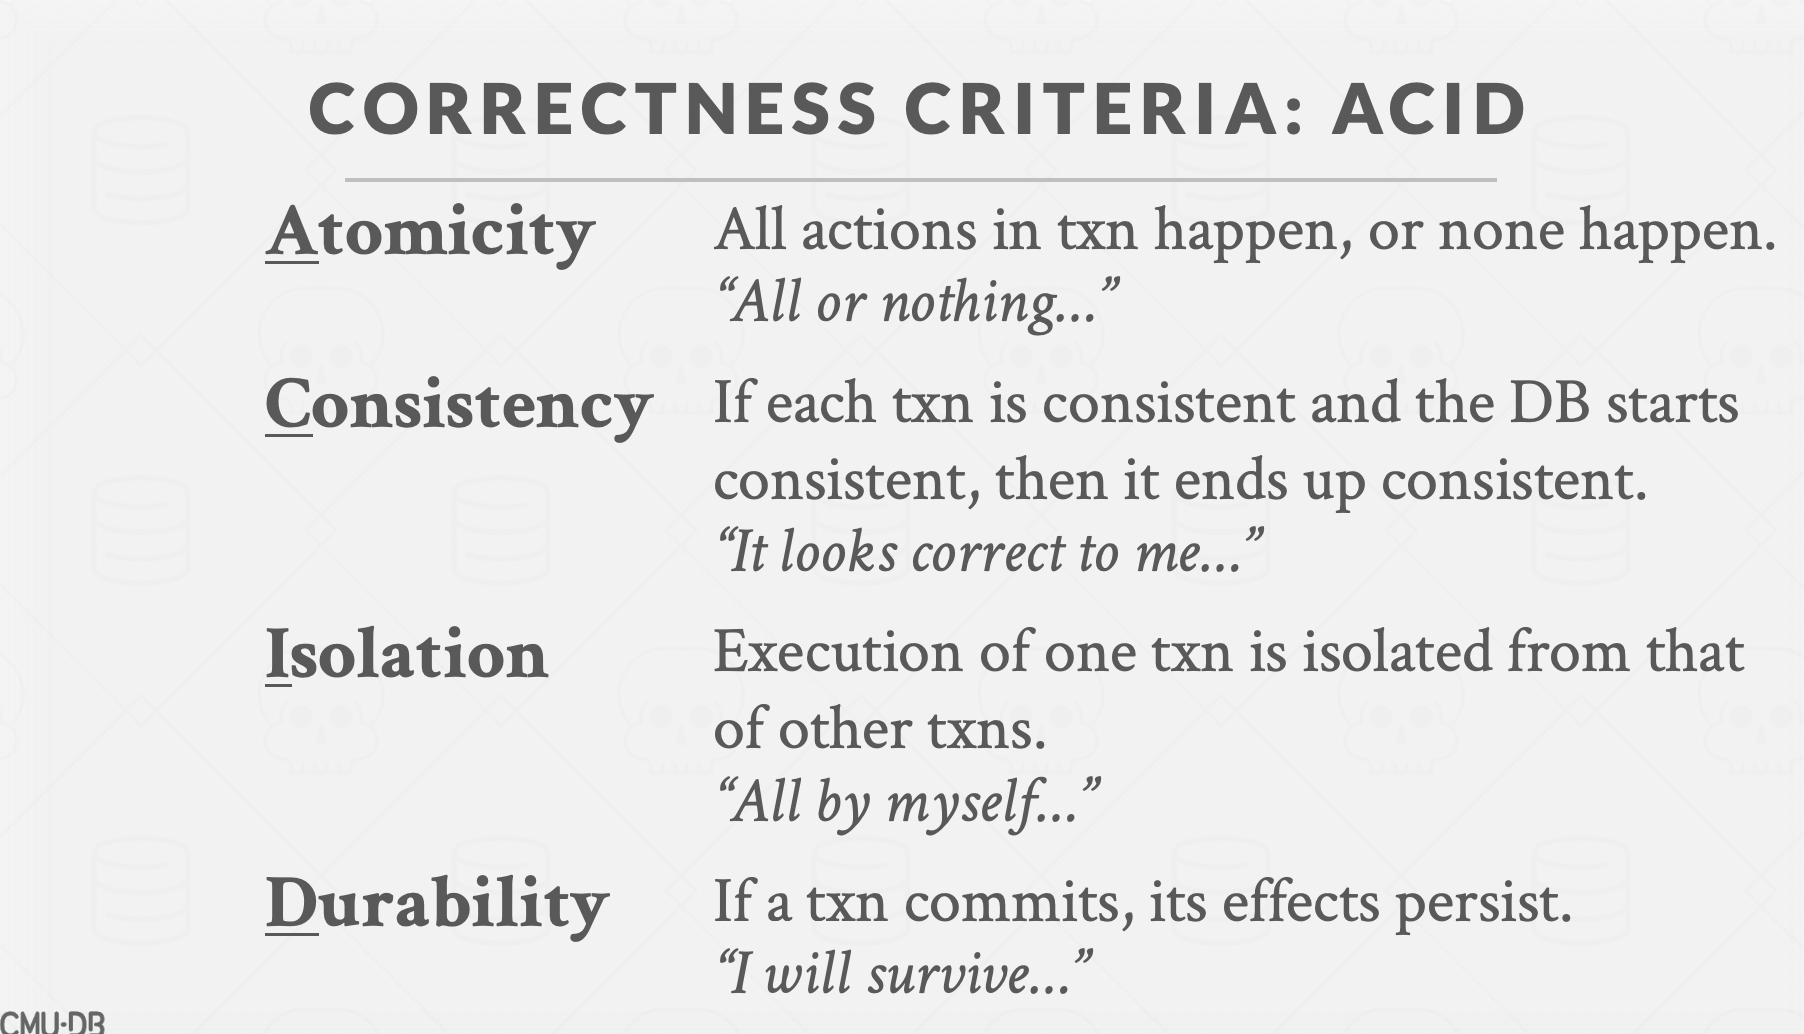 CORRECTNESS CRITERIA: ACID
Atomicity All actions in txn happen, or none happen.
“All or nothing…”
Consistency If each txn is consistent and the DB starts
consistent, then it ends up consistent.
“It looks correct to me…”
Isolation Execution of one txn is isolated from that
of other txns.
“All by myself…”
Durability If a txn commits, its effects persist.
“I will survive…”
CMU·DB